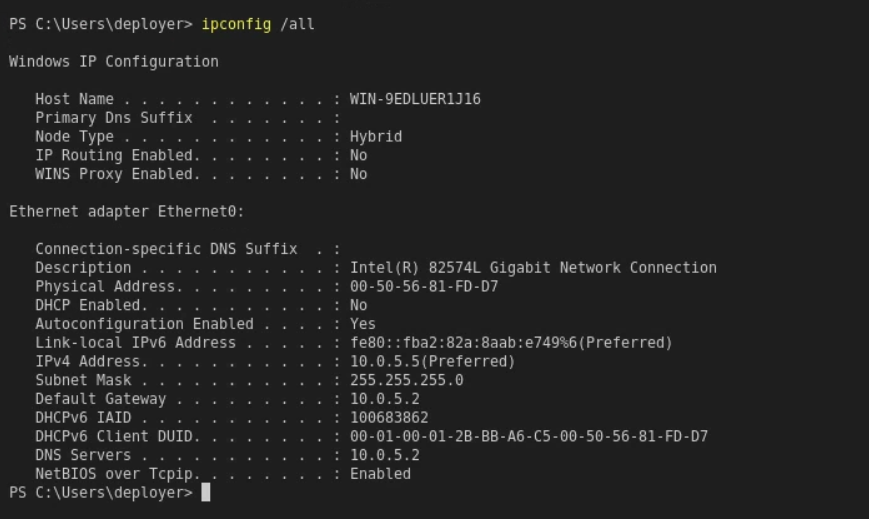 PS C:\Users\deployer> ipconfig /all
Windows IP Configuration
Host Name . . . . . . . . . . . . : WIN-9EDLUER1J16
Primary Dns Suffix  . . . . . . . :
Node Type . . . . . . . . . . . . : Hybrid
IP Routing Enabled. . . . . . . . : No
WINS Proxy Enabled. . . . . . . . : No
Ethernet adapter Ethernet0:
Connection-specific DNS Suffix  . :
Description . . . . . . . . . . . : Intel(R) 82574L Gigabit Network Connection
Physical Address. . . . . . . . . : 00-50-56-81-FD-D7
DHCP Enabled. . . . . . . . . . . : No
Autoconfiguration Enabled . . . . : Yes
Link-local IPv6 Address . . . . . : fe80::fba2:82a:8aab:e749%6(Preferred)
IPv4 Address. . . . . . . . . . . : 10.0.5.5(Preferred)
Subnet Mask . . . . . . . . . . . : 255.255.255.0
Default Gateway . . . . . . . . . : 10.0.5.2
DHCPv6 IAID . . . . . . . . . . . : 100683862
DHCPv6 Client DUID. . . . . . . . : 00-01-00-01-2B-BB-A6-C5-00-50-56-81-FD-D7
DNS Servers . . . . . . . . . . . : 10.0.5.2
NetBIOS over Tcpip. . . . . . . . : Enabled
PS C:\Users\deployer>